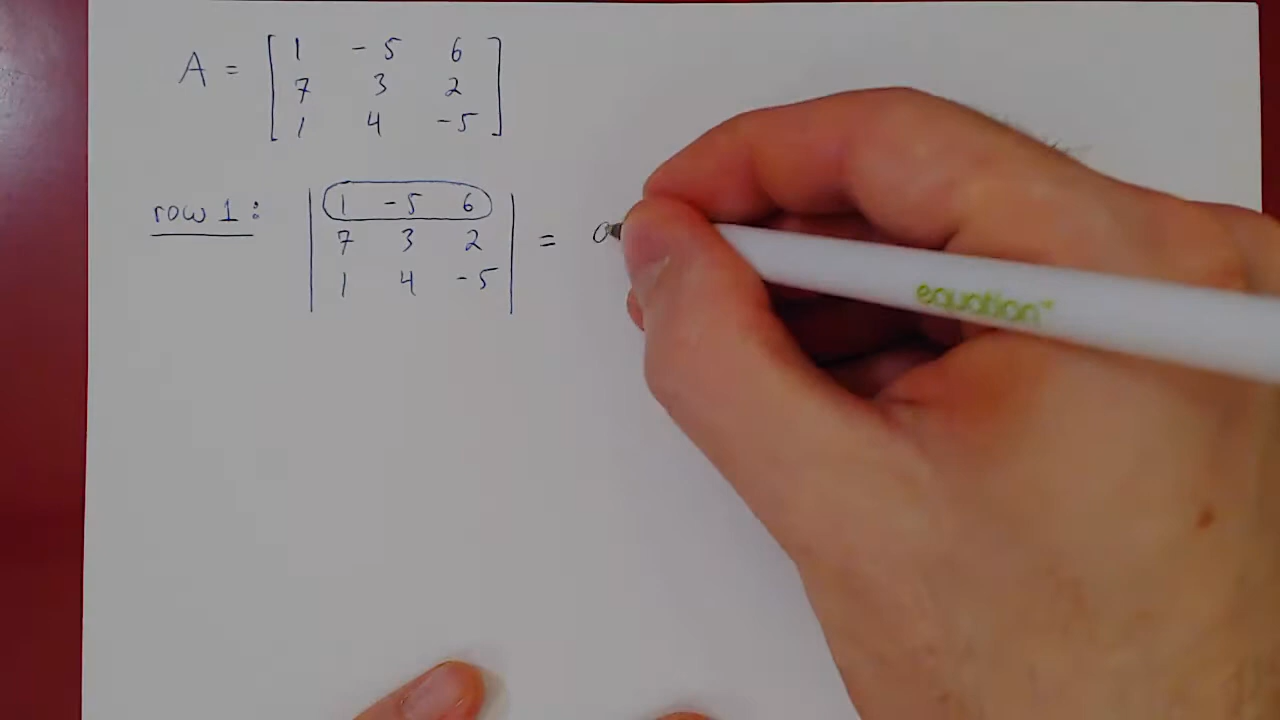 A = [ 1 -5 6
7 3 2
1 4 -5 ]
row 1: | 1 -5 6 |
| 7 3 2 | =
| 1 4 -5 |
equation